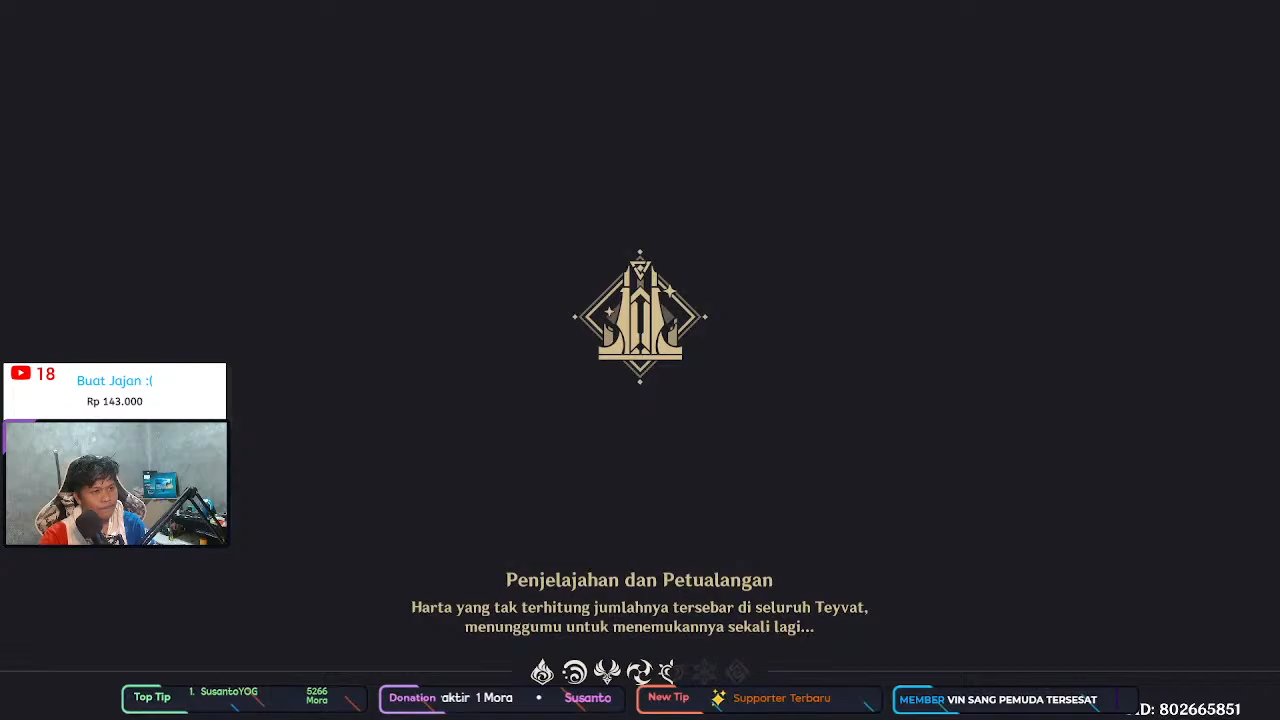 18
Buat Jajan :(
Rp 143.000
Penjelajahan dan Petualangan
Harta yang tak terhitung jumlahnya tersebar di seluruh Teyvat,
menunggumu untuk menemukannya sekali lagi...
Top Tip
1. SusantoYOG
5266
Mora
Donation
aktir 1 Mora • Susanto
New Tip
Supporter Terbaru
MEMBER VIN SANG PEMUDA TERSESAT
ID: 802665851